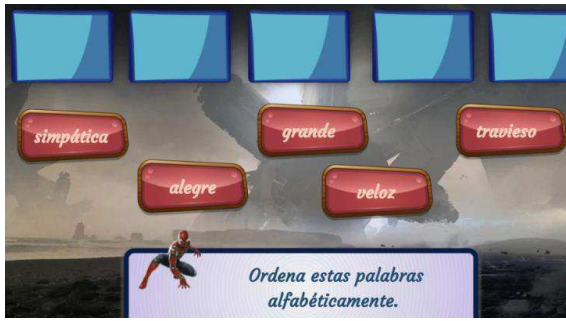 simpática
grande
travieso
alegre
veloz
Ordena estas palabras
alfabéticamente.